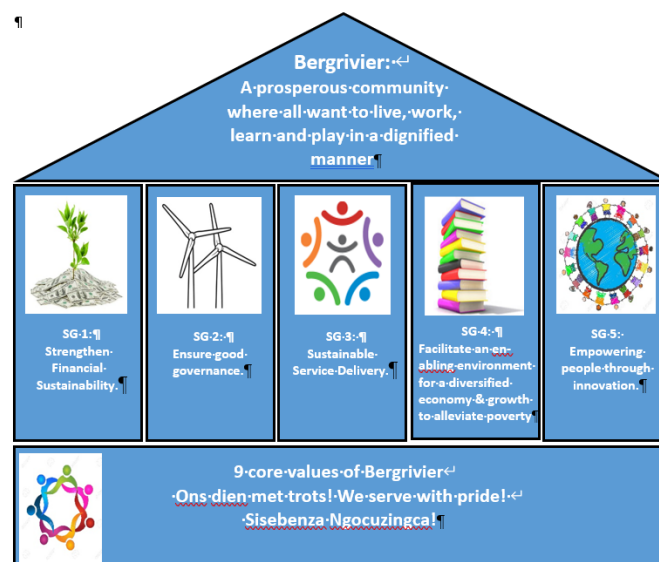 Bergrivier:
A prosperous community
where all want to live, work,
learn and play in a dignified
manner
SG 1:
Strengthen
Financial
Sustainability.
SG 2:
Ensure good
governance.
SG 3:
Sustainable
Service Delivery.
SG 4:
Facilitate an en-
abling environment
for a diversified
economy & growth
to alleviate poverty
SG 5:
Empowering
people through
innovation.
9 core values of Bergrivier
Ons dien met trots! We serve with pride!
Sisebenza Ngocuzingca!